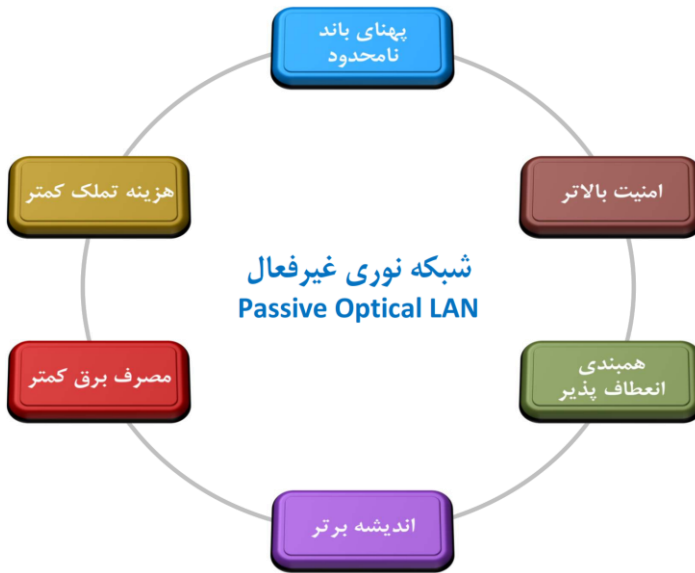 پهنای باند
نامحدود
هزینه تملک کمتر
امنیت بالاتر
شبکه نوری غیرفعال
Passive Optical LAN
مصرف برق کمتر
همبندی
انعطاف پذیر
اندیشه برتر